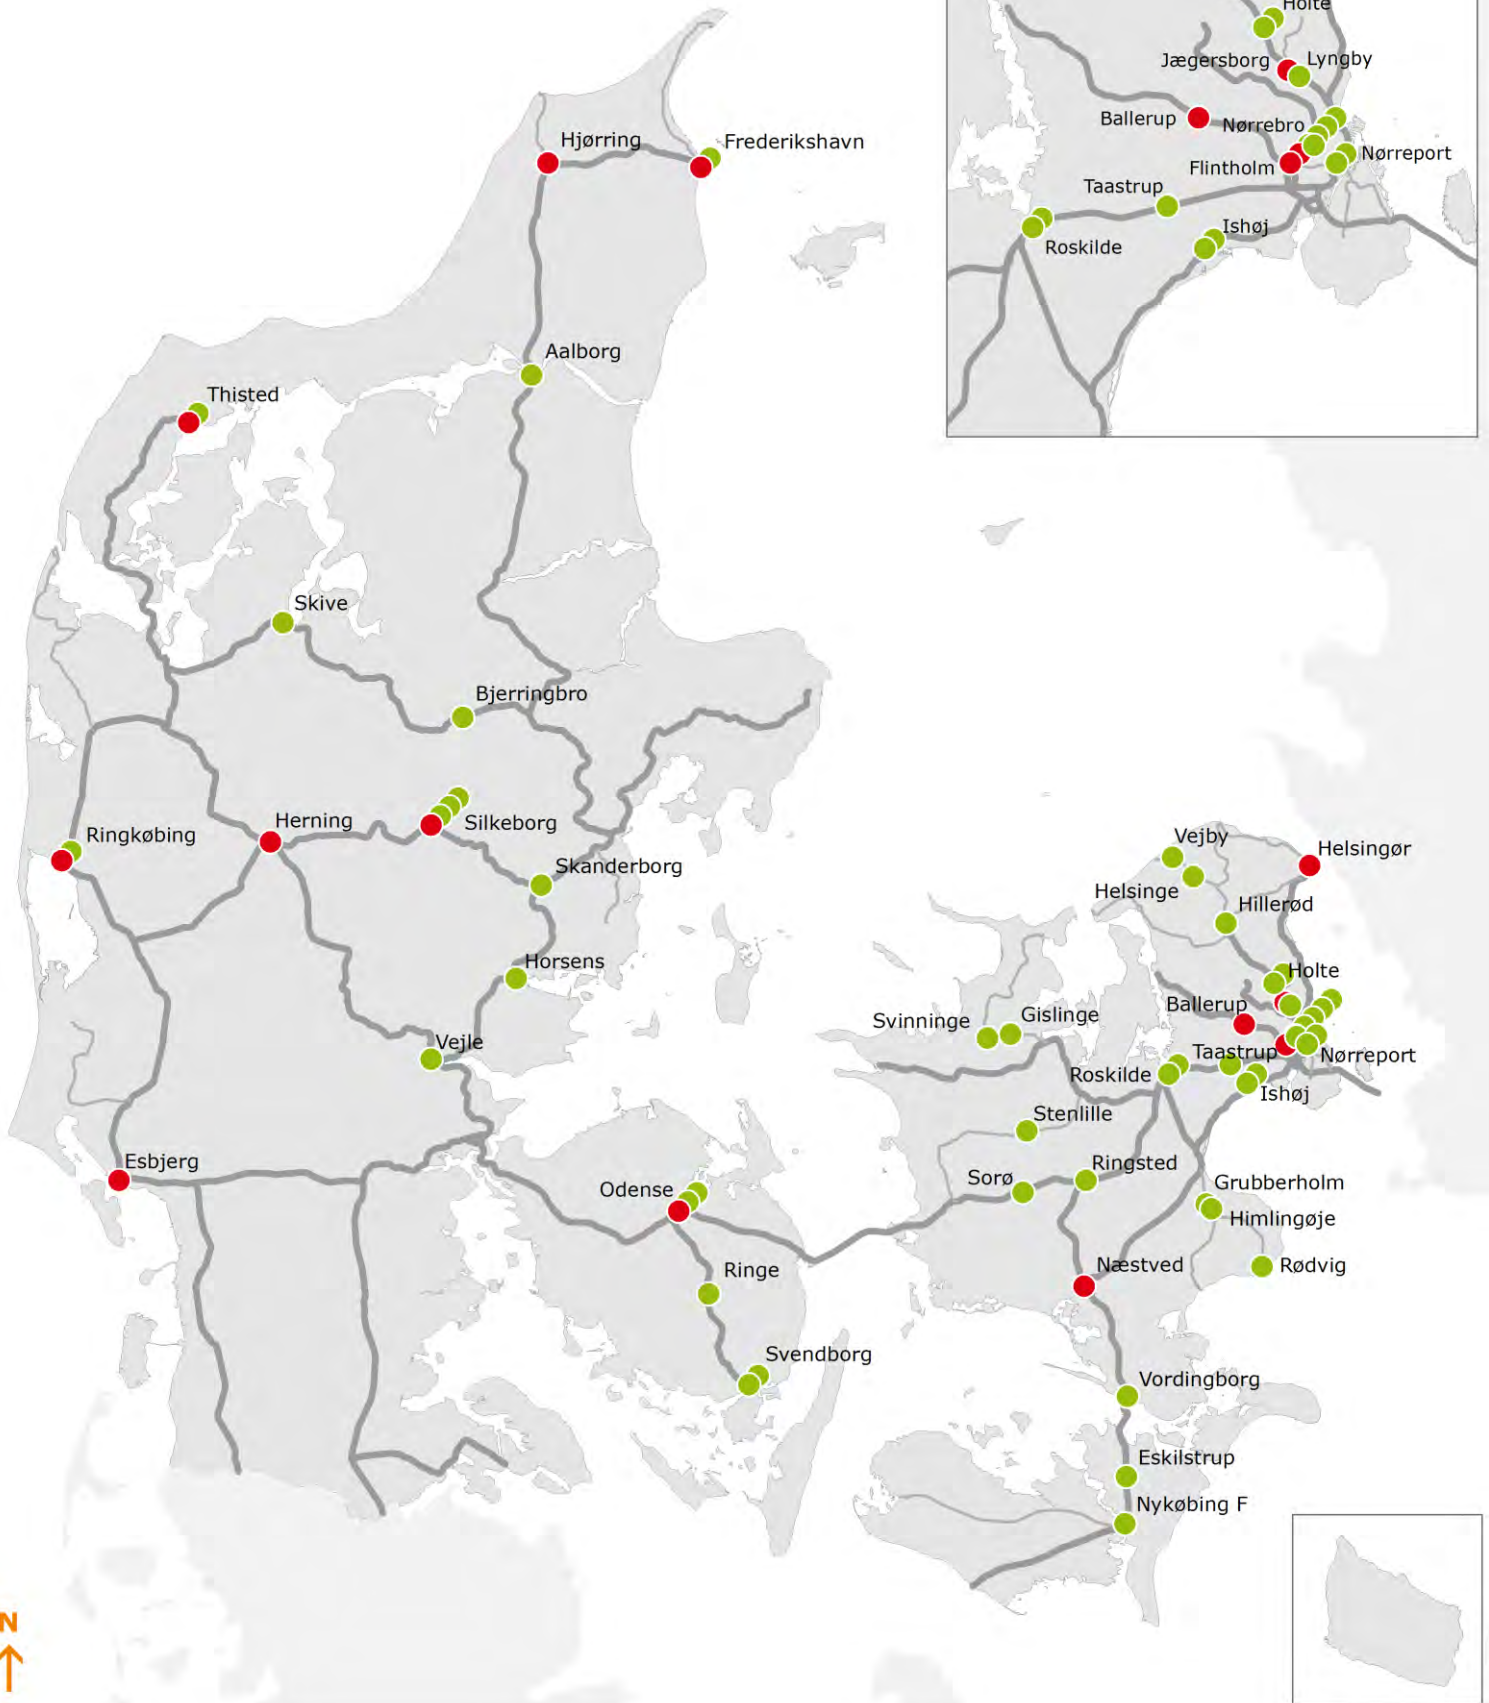 Holte
Jægersborg
Lyngby
Ballerup
Nørrebro
Flintholm
Nørreport
Taastrup
Ishøj
Roskilde
Hjørring
Frederikshavn
Aalborg
Thisted
Skive
Bjerringbro
Silkeborg
Herning
Ringkøbing
Skanderborg
Horsens
Vejle
Esbjerg
Odense
Ringe
Svendborg
Vejby
Helsingør
Helsinge
Hillerød
Holte
Ballerup
Svinninge
Gislinge
Taastrup
Nørreport
Roskilde
Ishøj
Stenlille
Sorø
Ringsted
Grubberholm
Himlingøje
Næstved
Rødvig
Vordingborg
Eskilstrup
Nykøbing F
N